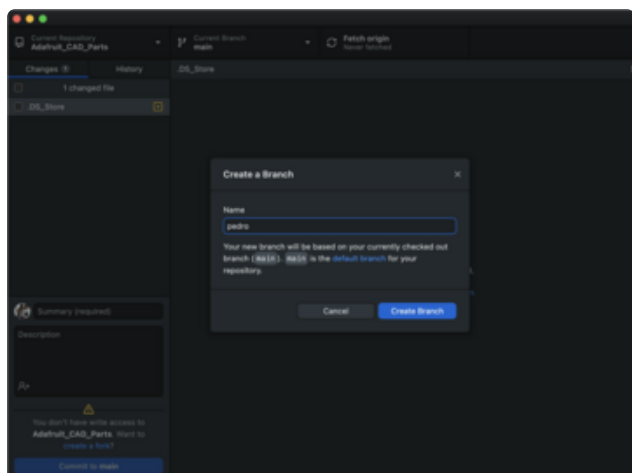 Current Repository
Adafruit_CAD_Parts
Current Branch
main
Fetch origin
Never fetched
Changes
History
.DS_Store
1 changed file
.DS_Store
Create a Branch
Name
pedro
Your new branch will be based on your currently checked out
branch (main). main is the default branch for your
repository.
Cancel
Create Branch
Summary (required)
Description
You don't have write access to
Adafruit_CAD_Parts. Want to
create a fork?
Commit to main